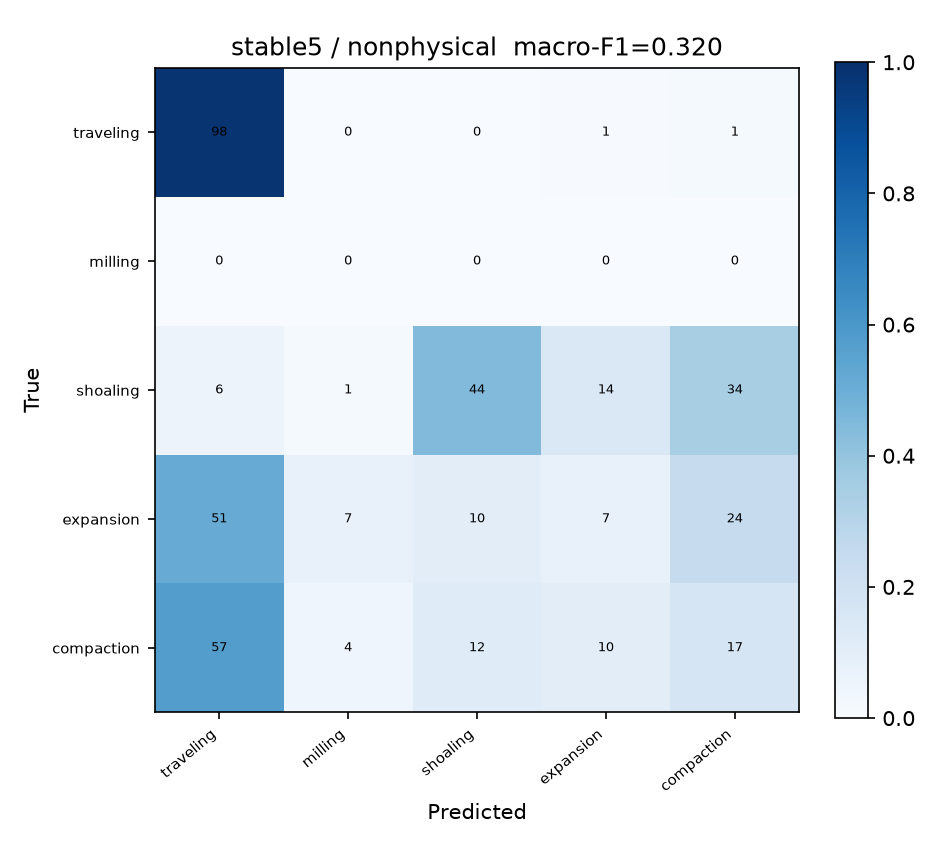 stable5 / nonphysical  macro-F1=0.320
1.0
traveling 98 0 0 1 1
0.8
milling 0 0 0 0 0
0.6
True
shoaling 6 1 44 14 34
0.4
expansion 51 7 10 7 24
0.2
compaction 57 4 12 10 17
0.0
traveling milling shoaling expansion compaction
Predicted